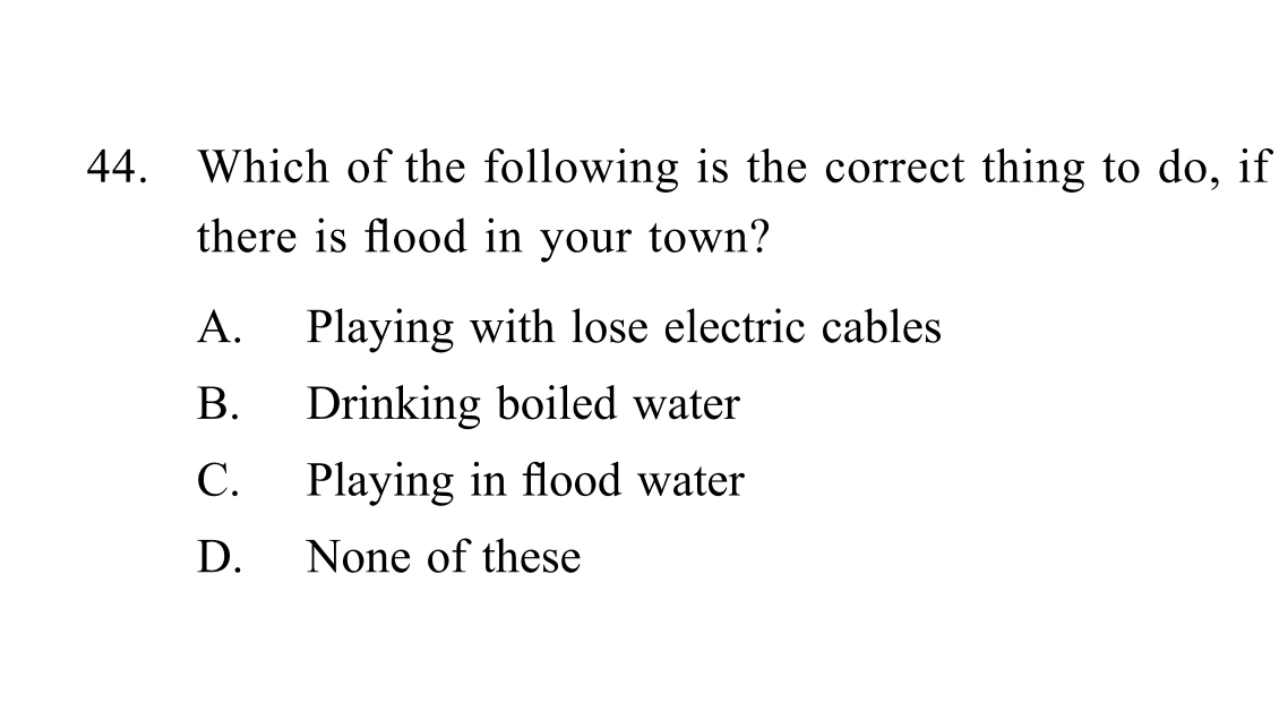 44. Which of the following is the correct thing to do, if
there is flood in your town?
A. Playing with lose electric cables
B. Drinking boiled water
C. Playing in flood water
D. None of these